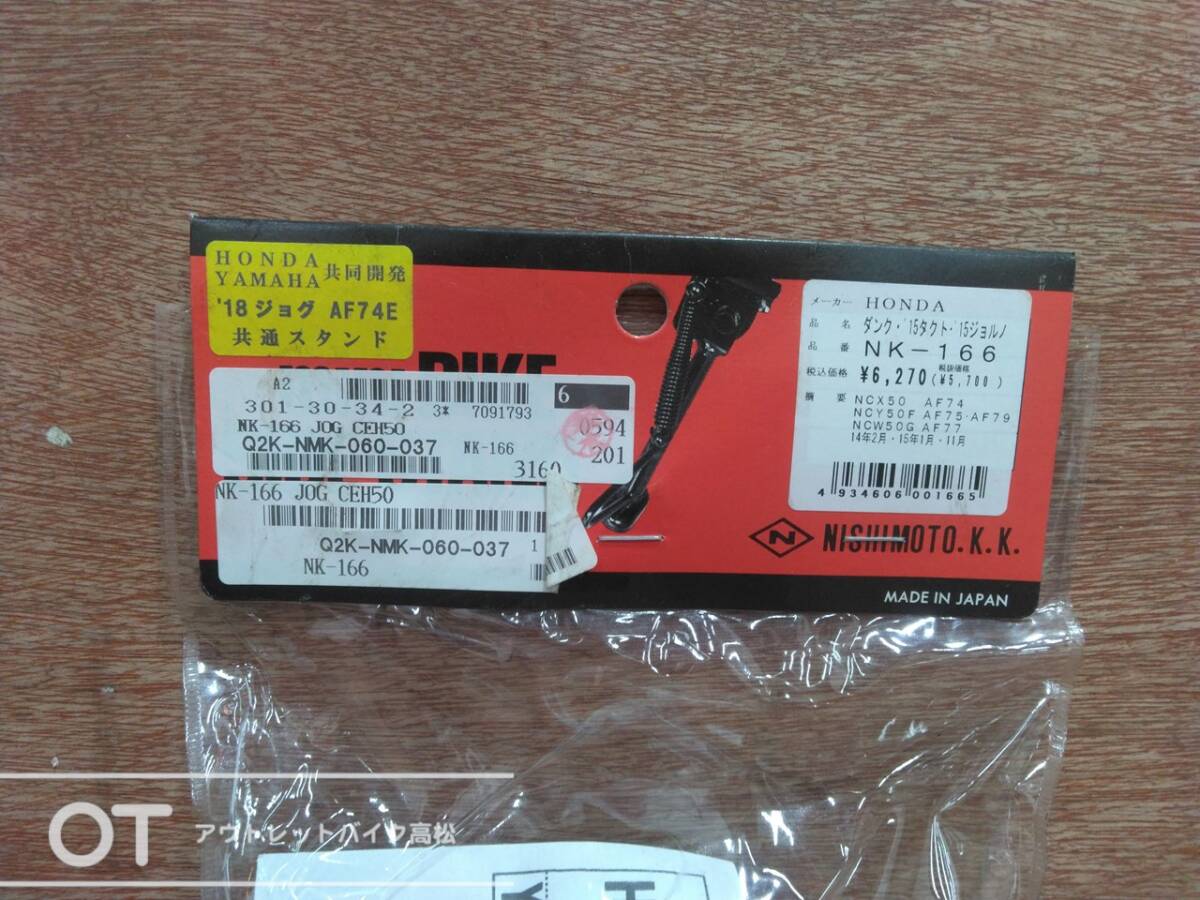 HONDA
YAMAHA 共同開発
'18 ジョグ AF74E
共通スタンド
BIKE
A2
6
301-30-34-2 3* 7091793
NK-166 JOG CEH50
0594
Q2K-NMK-060-037 NK-166
201
3160
NK-166 JOG CEH50
Q2K-NMK-060-037 1
NK-166
メーカー HONDA
品名 ダンク・'15タクト・'15ジョルノ
品番 NK-166
税抜価格
税込価格 ¥6,270(¥5,700)
摘要 NCX50 AF74
NCY50F AF75・AF79
NCW50G AF77
14年2月・15年1月・11月
4 934606 001665
N NISHIMOTO.K.K.
MADE IN JAPAN
OT アウトレットバイク高松
H
Y